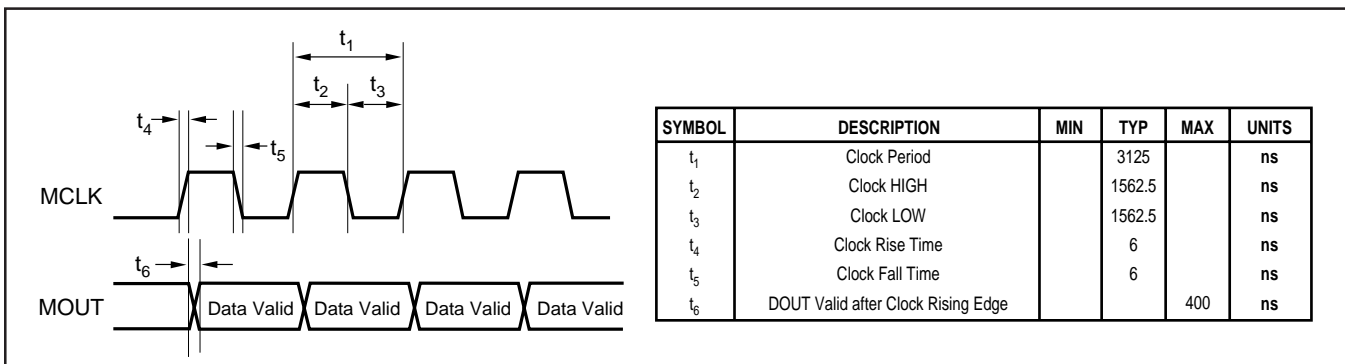 t1
t2 t3
t4
t5
MCLK
t6
MOUT Data Valid Data Valid Data Valid Data Valid
SYMBOL DESCRIPTION MIN TYP MAX UNITS
t1 Clock Period 3125 ns
t2 Clock HIGH 1562.5 ns
t3 Clock LOW 1562.5 ns
t4 Clock Rise Time 6 ns
t5 Clock Fall Time 6 ns
t6 DOUT Valid after Clock Rising Edge 400 ns